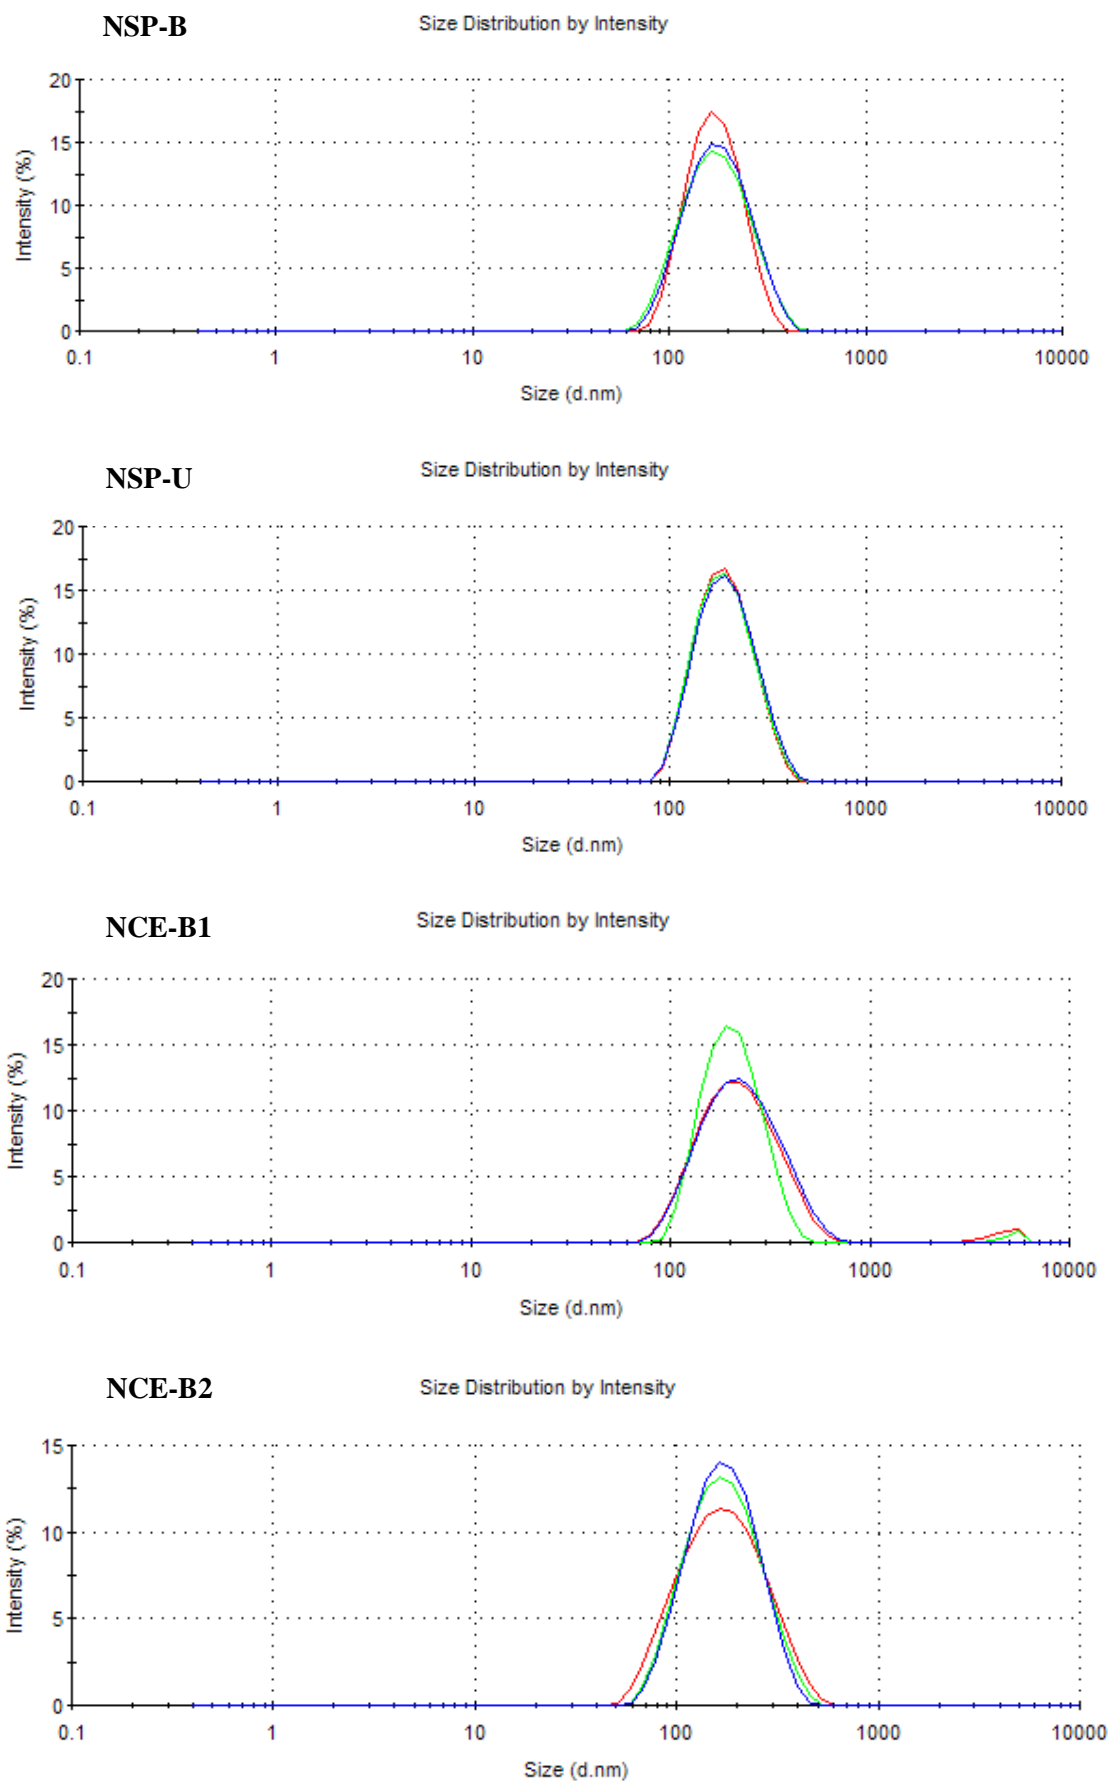 NSP-B
Size Distribution by Intensity
20
15
10
5
0
Intensity (%)
0.1 1 10 100 1000 10000
Size (d.nm)
NSP-U
Size Distribution by Intensity
20
15
10
5
0
Intensity (%)
0.1 1 10 100 1000 10000
Size (d.nm)
NCE-B1
Size Distribution by Intensity
20
15
10
5
0
Intensity (%)
0.1 1 10 100 1000 10000
Size (d.nm)
NCE-B2
Size Distribution by Intensity
15
10
5
0
Intensity (%)
0.1 1 10 100 1000 10000
Size (d.nm)